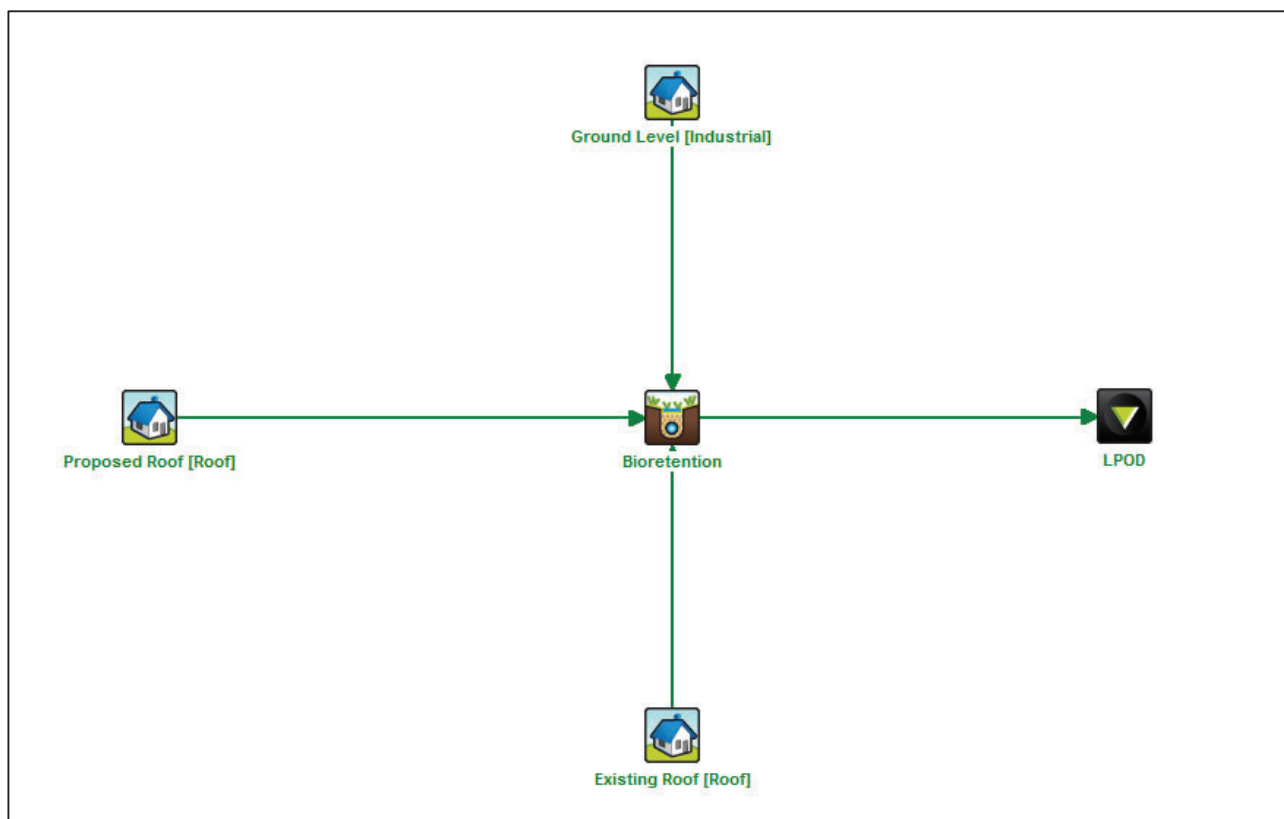 Ground Level [Industrial]
Proposed Roof [Roof]
Bioretention
LPOD
Existing Roof [Roof]